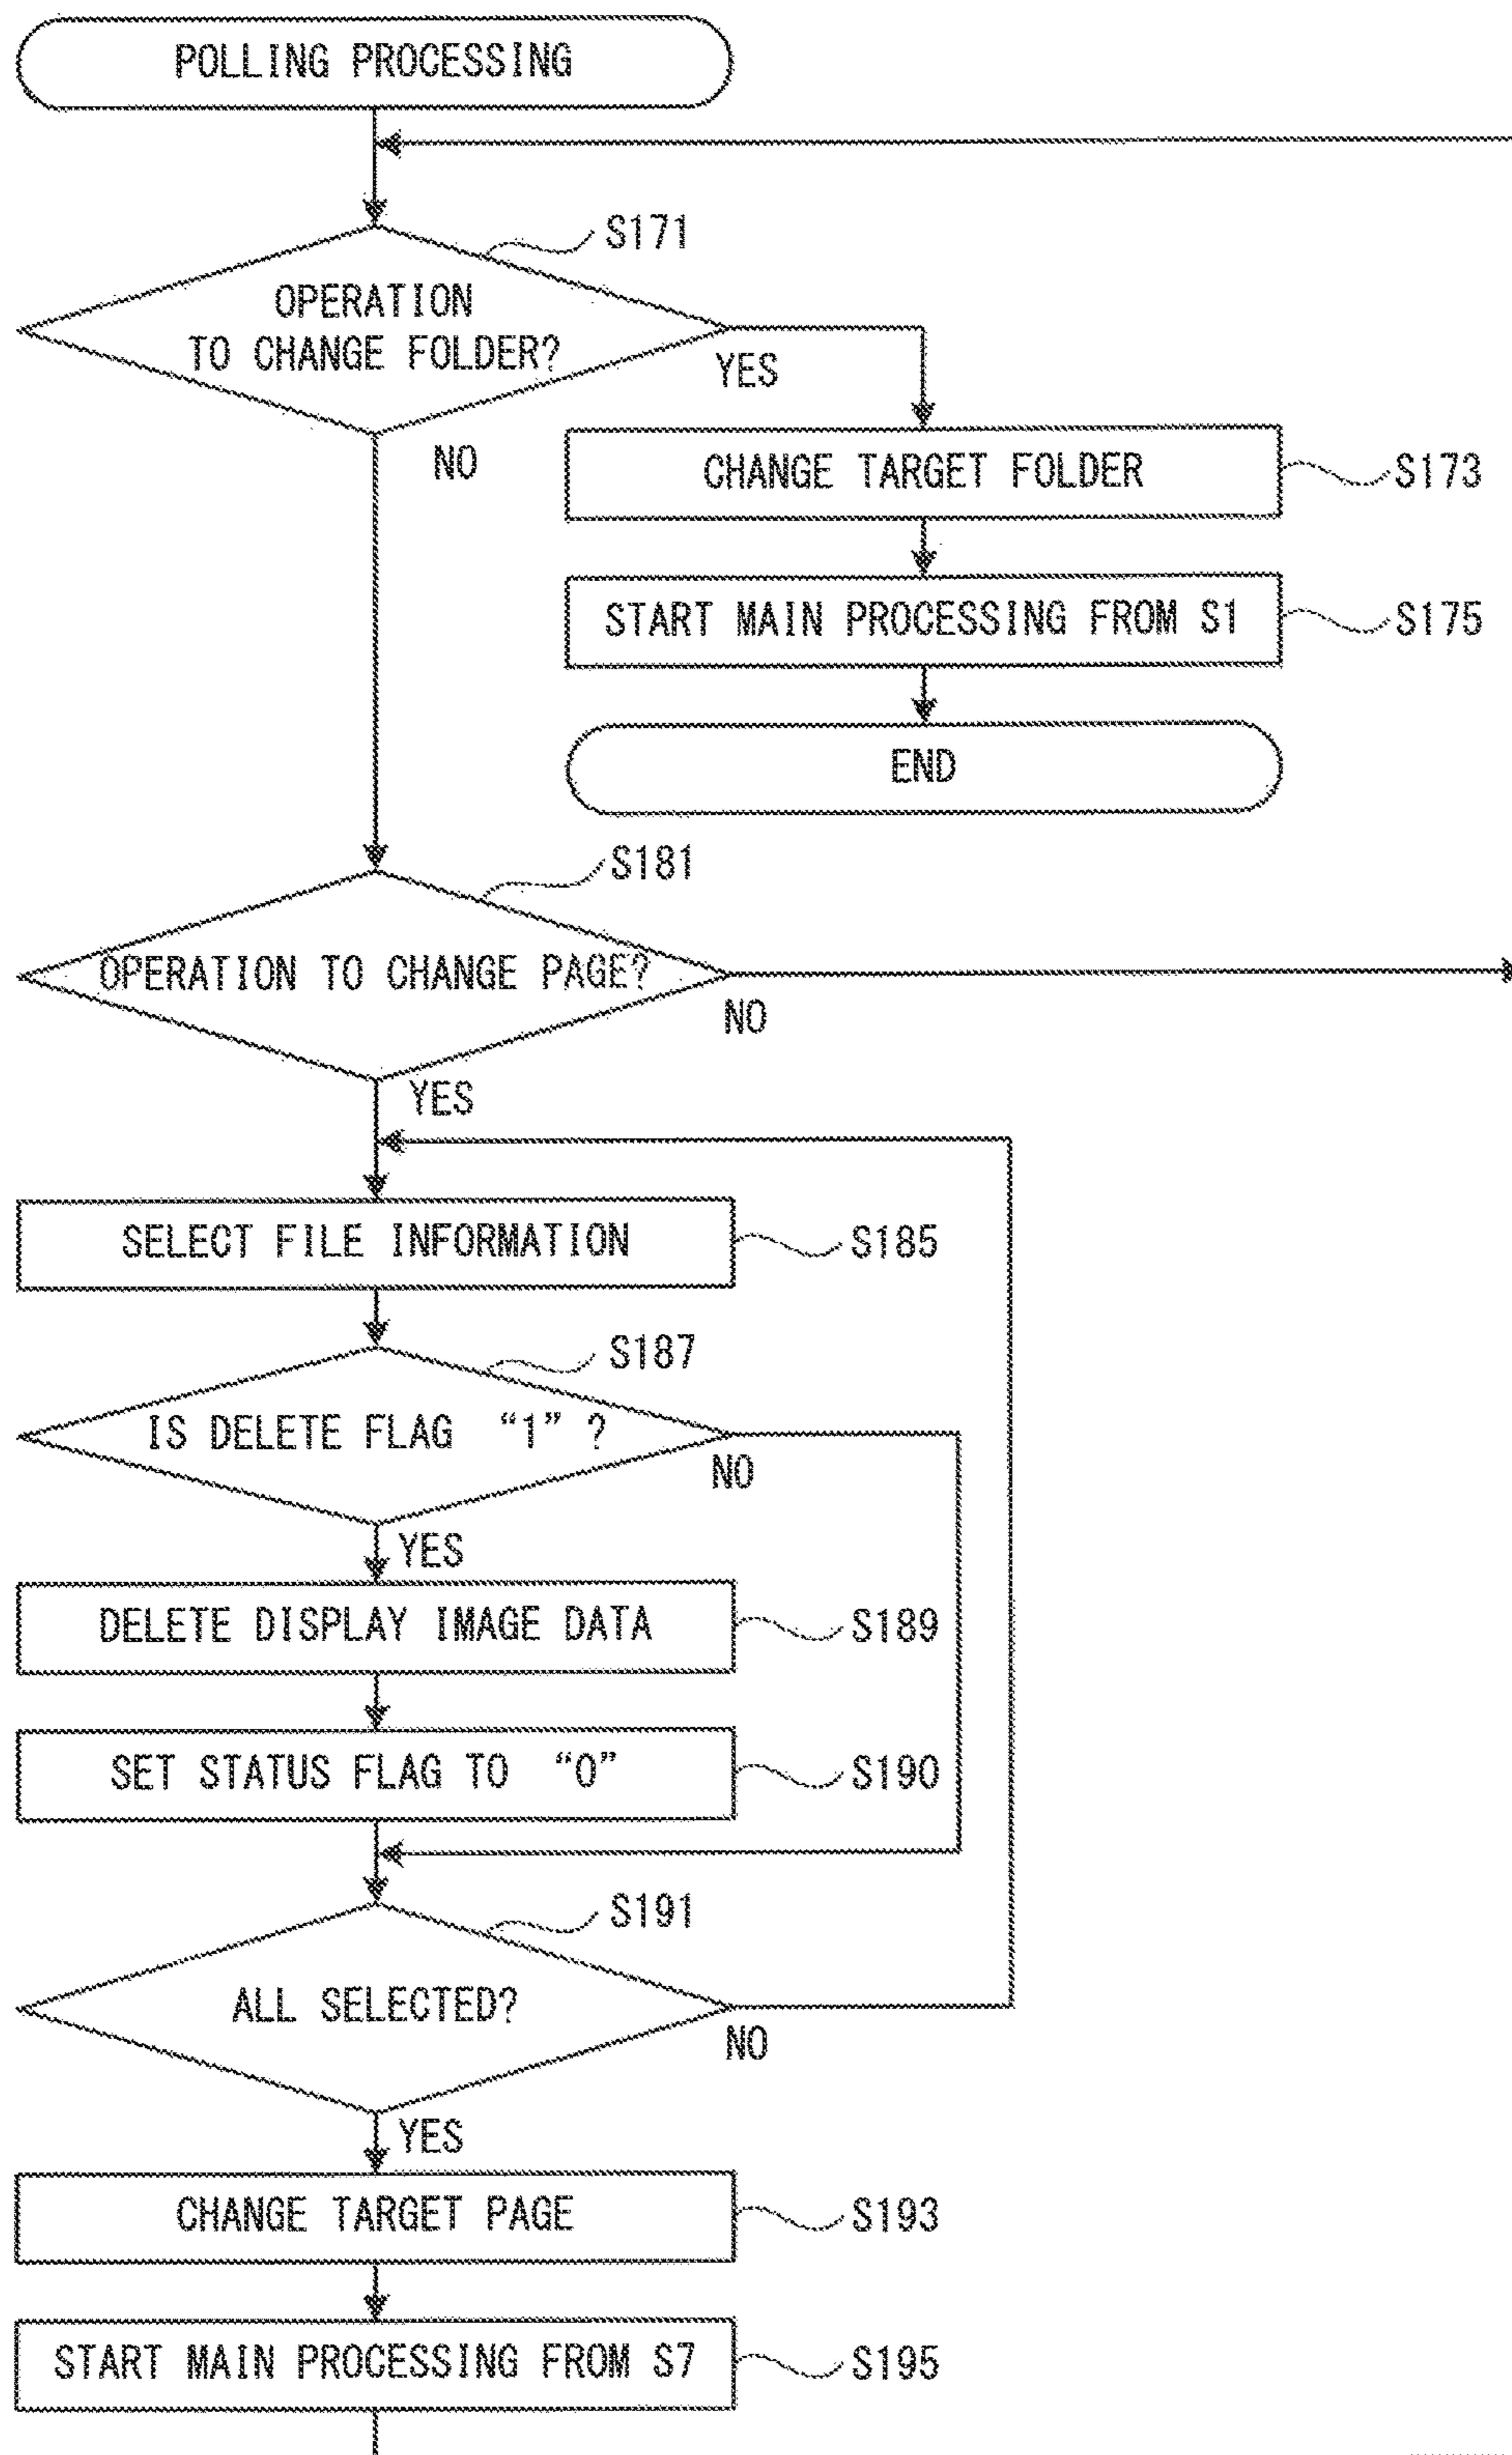 POLLING PROCESSING
S171
OPERATION
TO CHANGE FOLDER?
YES
NO
CHANGE TARGET FOLDER
S173
START MAIN PROCESSING FROM S1
S175
END
S181
OPERATION TO CHANGE PAGE?
NO
YES
SELECT FILE INFORMATION
S185
S187
IS DELETE FLAG “1” ?
NO
YES
DELETE DISPLAY IMAGE DATA
S189
SET STATUS FLAG TO “0”
S190
S191
ALL SELECTED?
NO
YES
CHANGE TARGET PAGE
S193
START MAIN PROCESSING FROM S7
S195